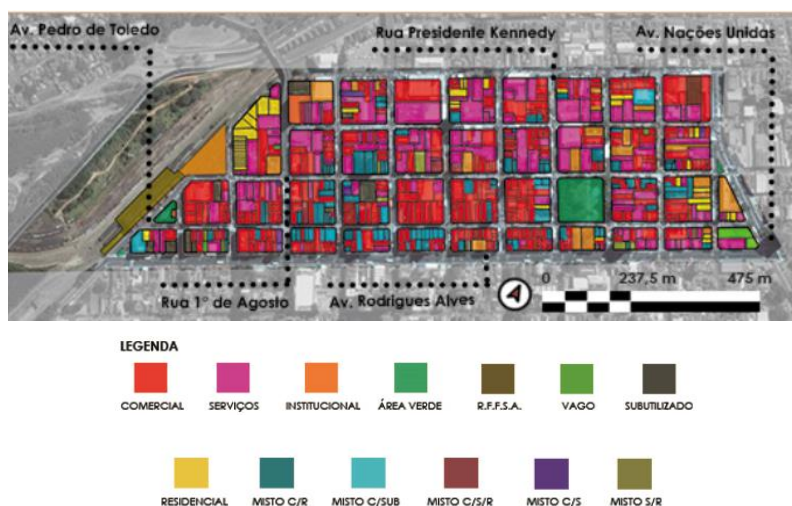 Av. Pedro de Toledo
Rua Presidente Kennedy
Av. Nações Unidas
Rua 1º de Agosto
Av. Rodrigues Alves
0 237,5 m 475 m
LEGENDA
COMERCIAL SERVIÇOS INSTITUCIONAL ÁREA VERDE R.F.F.S.A. VAGO SUBUTILIZADO
RESIDENCIAL MISTO C/R MISTO C/SUB MISTO C/S/R MISTO C/S MISTO S/R